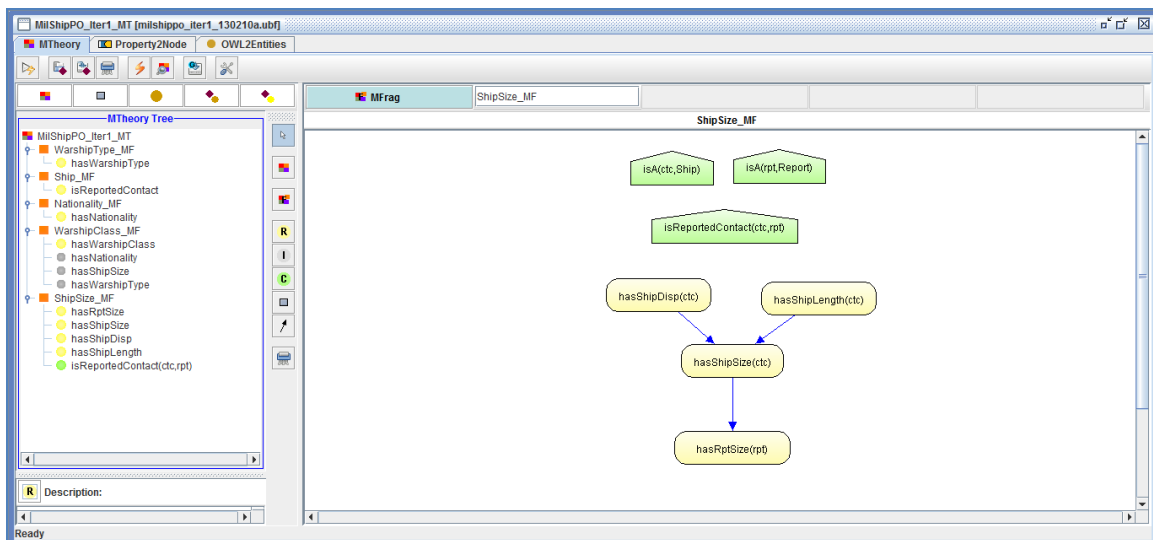 MilShipPO_Iter1_MT [milshippo_iter1_130210a.ubf]
MTheory Property2Node OWL2Entities
MFrag ShipSize_MF
MTheory Tree
MilShipPO_Iter1_MT
WarshipType_MF
hasWarshipType
Ship_MF
isReportedContact
Nationality_MF
hasNationality
WarshipClass_MF
hasWarshipClass
hasNationality
hasShipSize
hasWarshipType
ShipSize_MF
hasRptSize
hasShipSize
hasShipDisp
hasShipLength
isReportedContact(ctc,rpt)
R
I
C
R Description:
Ready
ShipSize_MF
isA(ctc,Ship) isA(rpt,Report)
isReportedContact(ctc,rpt)
hasShipDisp(ctc) hasShipLength(ctc)
hasShipSize(ctc)
hasRptSize(rpt)